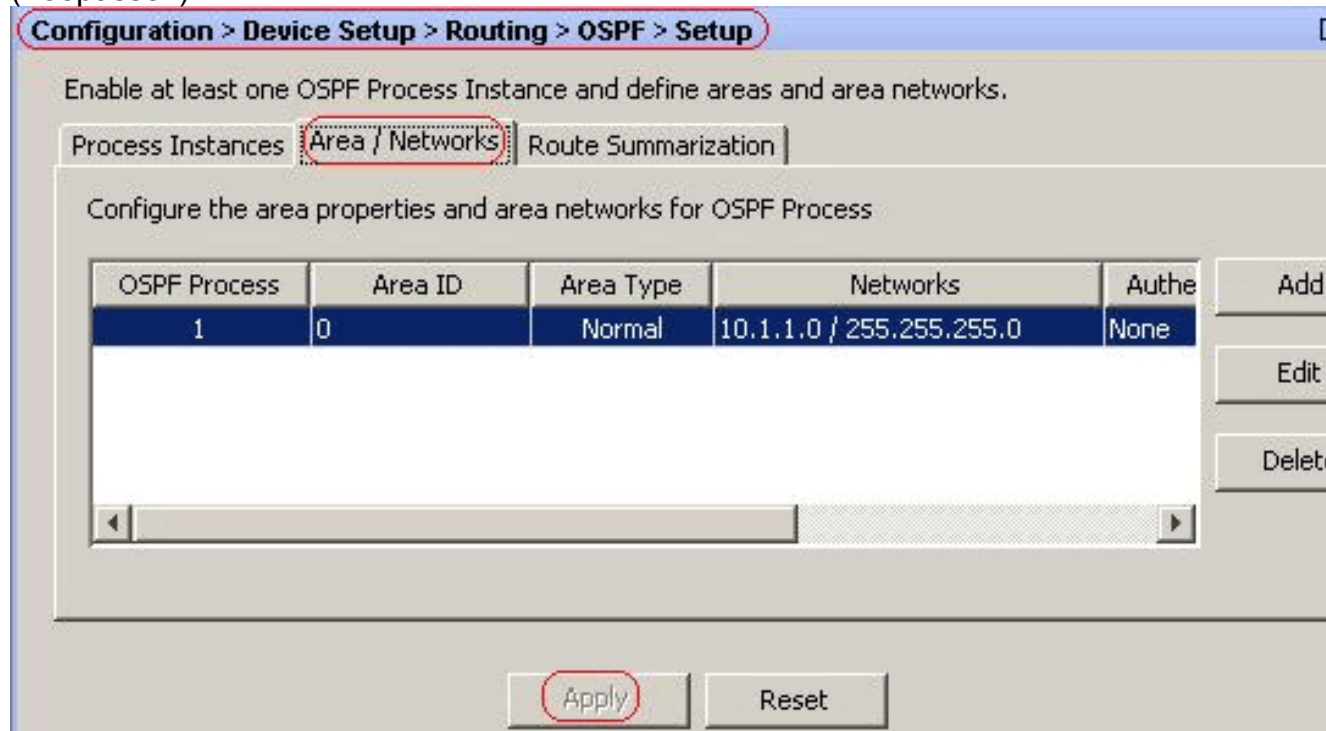 Configuration > Device Setup > Routing > OSPF > Setup
Enable at least one OSPF Process Instance and define areas and area networks.
Process Instances Area / Networks Route Summarization
Configure the area properties and area networks for OSPF Process
OSPF Process Area ID Area Type Networks Authe Add
1 0 Normal 10.1.1.0 / 255.255.255.0 None
Edit
Delete
Apply Reset